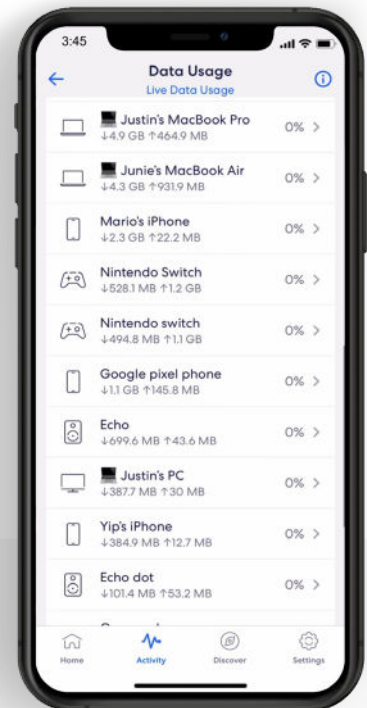 3:45
Data Usage
Live Data Usage
Justin's MacBook Pro
↓4.9 GB ↑464.9 MB
0%
Junie's MacBook Air
↓4.3 GB ↑931.9 MB
0%
Mario's iPhone
↓2.3 GB ↑22.2 MB
0%
Nintendo Switch
↓528.1 MB ↑1.2 GB
0%
Nintendo switch
↓494.8 MB ↑1.1 GB
0%
Google pixel phone
↓1.1 GB ↑145.8 MB
0%
Echo
↓699.6 MB ↑43.6 MB
0%
Justin's PC
↓387.7 MB ↑30 MB
0%
Yip's iPhone
↓384.9 MB ↑12.7 MB
0%
Echo dot
↓101.4 MB ↑53.2 MB
0%
Home
Activity
Discover
Settings